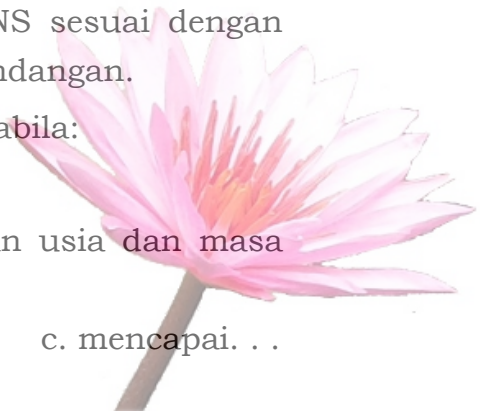 NS sesuai dengan
ndangan.
abila:
n usia dan masa
c. mencapai. . .